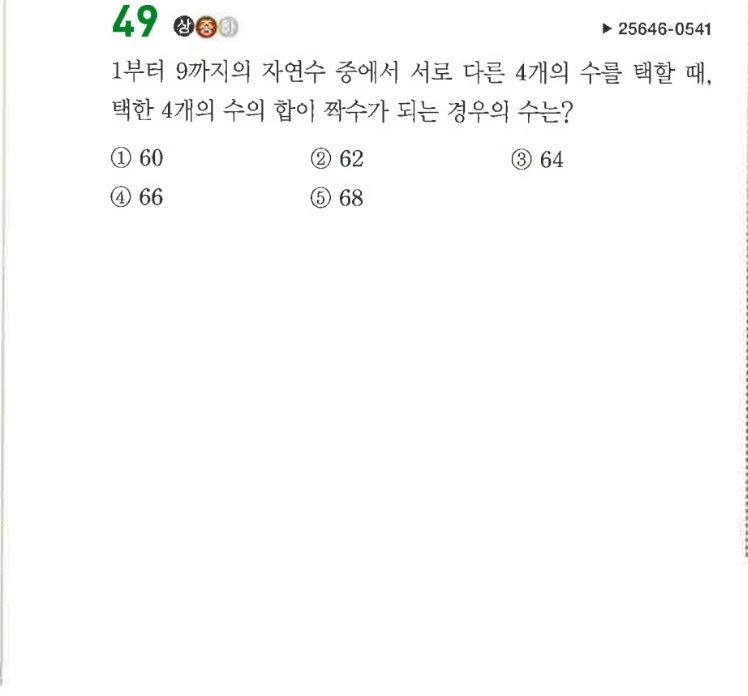 49 상 중 하
▶ 25646-0541
1부터 9까지의 자연수 중에서 서로 다른 4개의 수를 택할 때,
택한 4개의 수의 합이 짝수가 되는 경우의 수는?
① 60 ② 62 ③ 64
④ 66 ⑤ 68